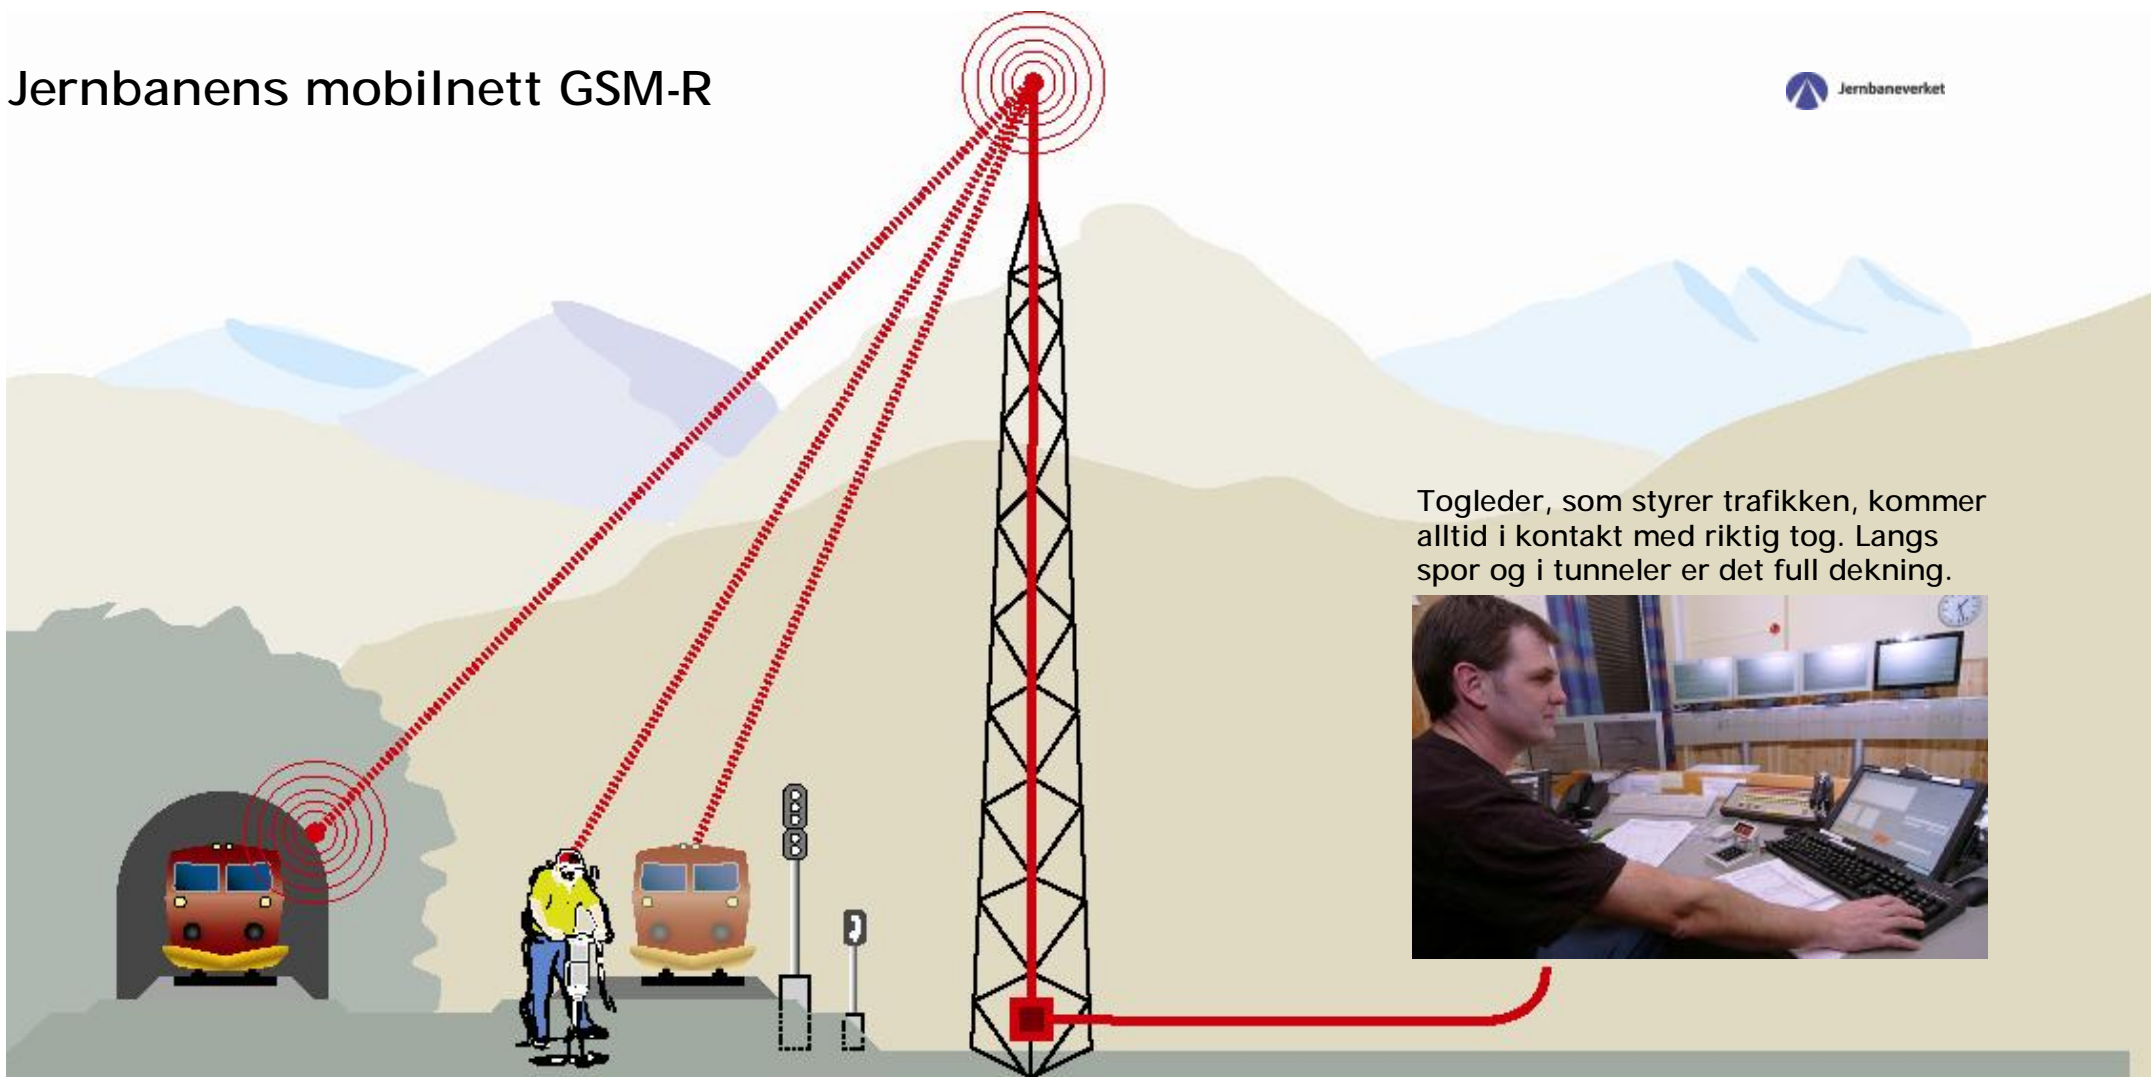 Jernbanens mobilnett GSM-R
Jernbaneverket
Togleder, som styrer trafikken, kommer
alltid i kontakt med riktig tog. Langs
spor og i tunneler er det full dekning.